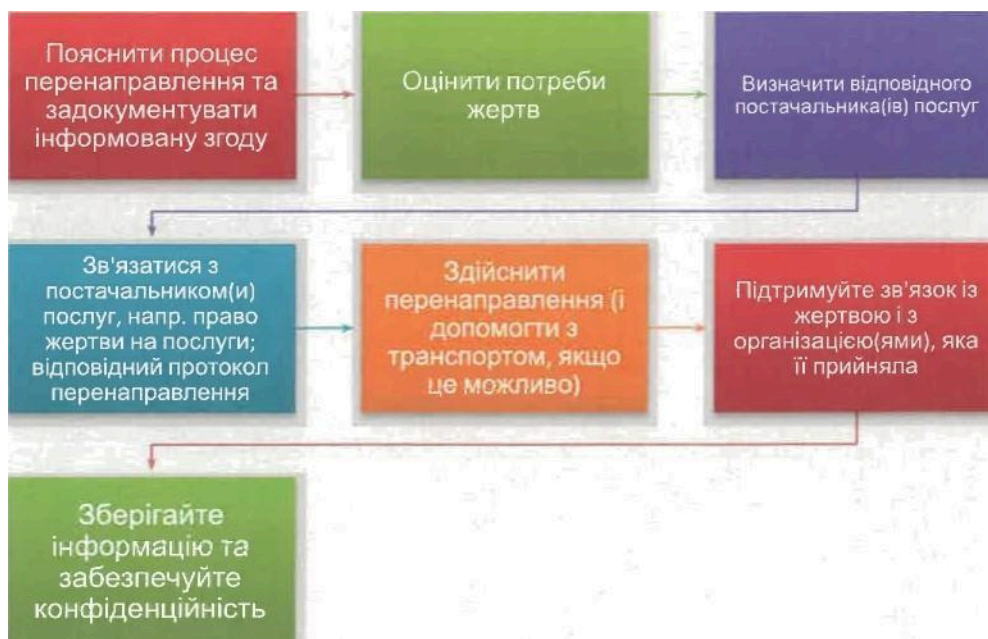 Пояснити процес
перенаправлення та
задокументувати
інформовану згоду
Оцінити потреби
жертв
Визначити відповідного
постачальника(ів) послуг
Зв'язатися з
постачальником(и)
послуг, напр. право
жертви на послуги;
відповідний протокол
перенаправлення
Здійснити
перенаправлення (і
допомогти з
транспортом, якщо
це можливо)
Підтримуйте зв'язок із
жертвою і з
організацією(ями), яка
її прийняла
Зберігайте
інформацію та
забезпечуйте
конфіденційність